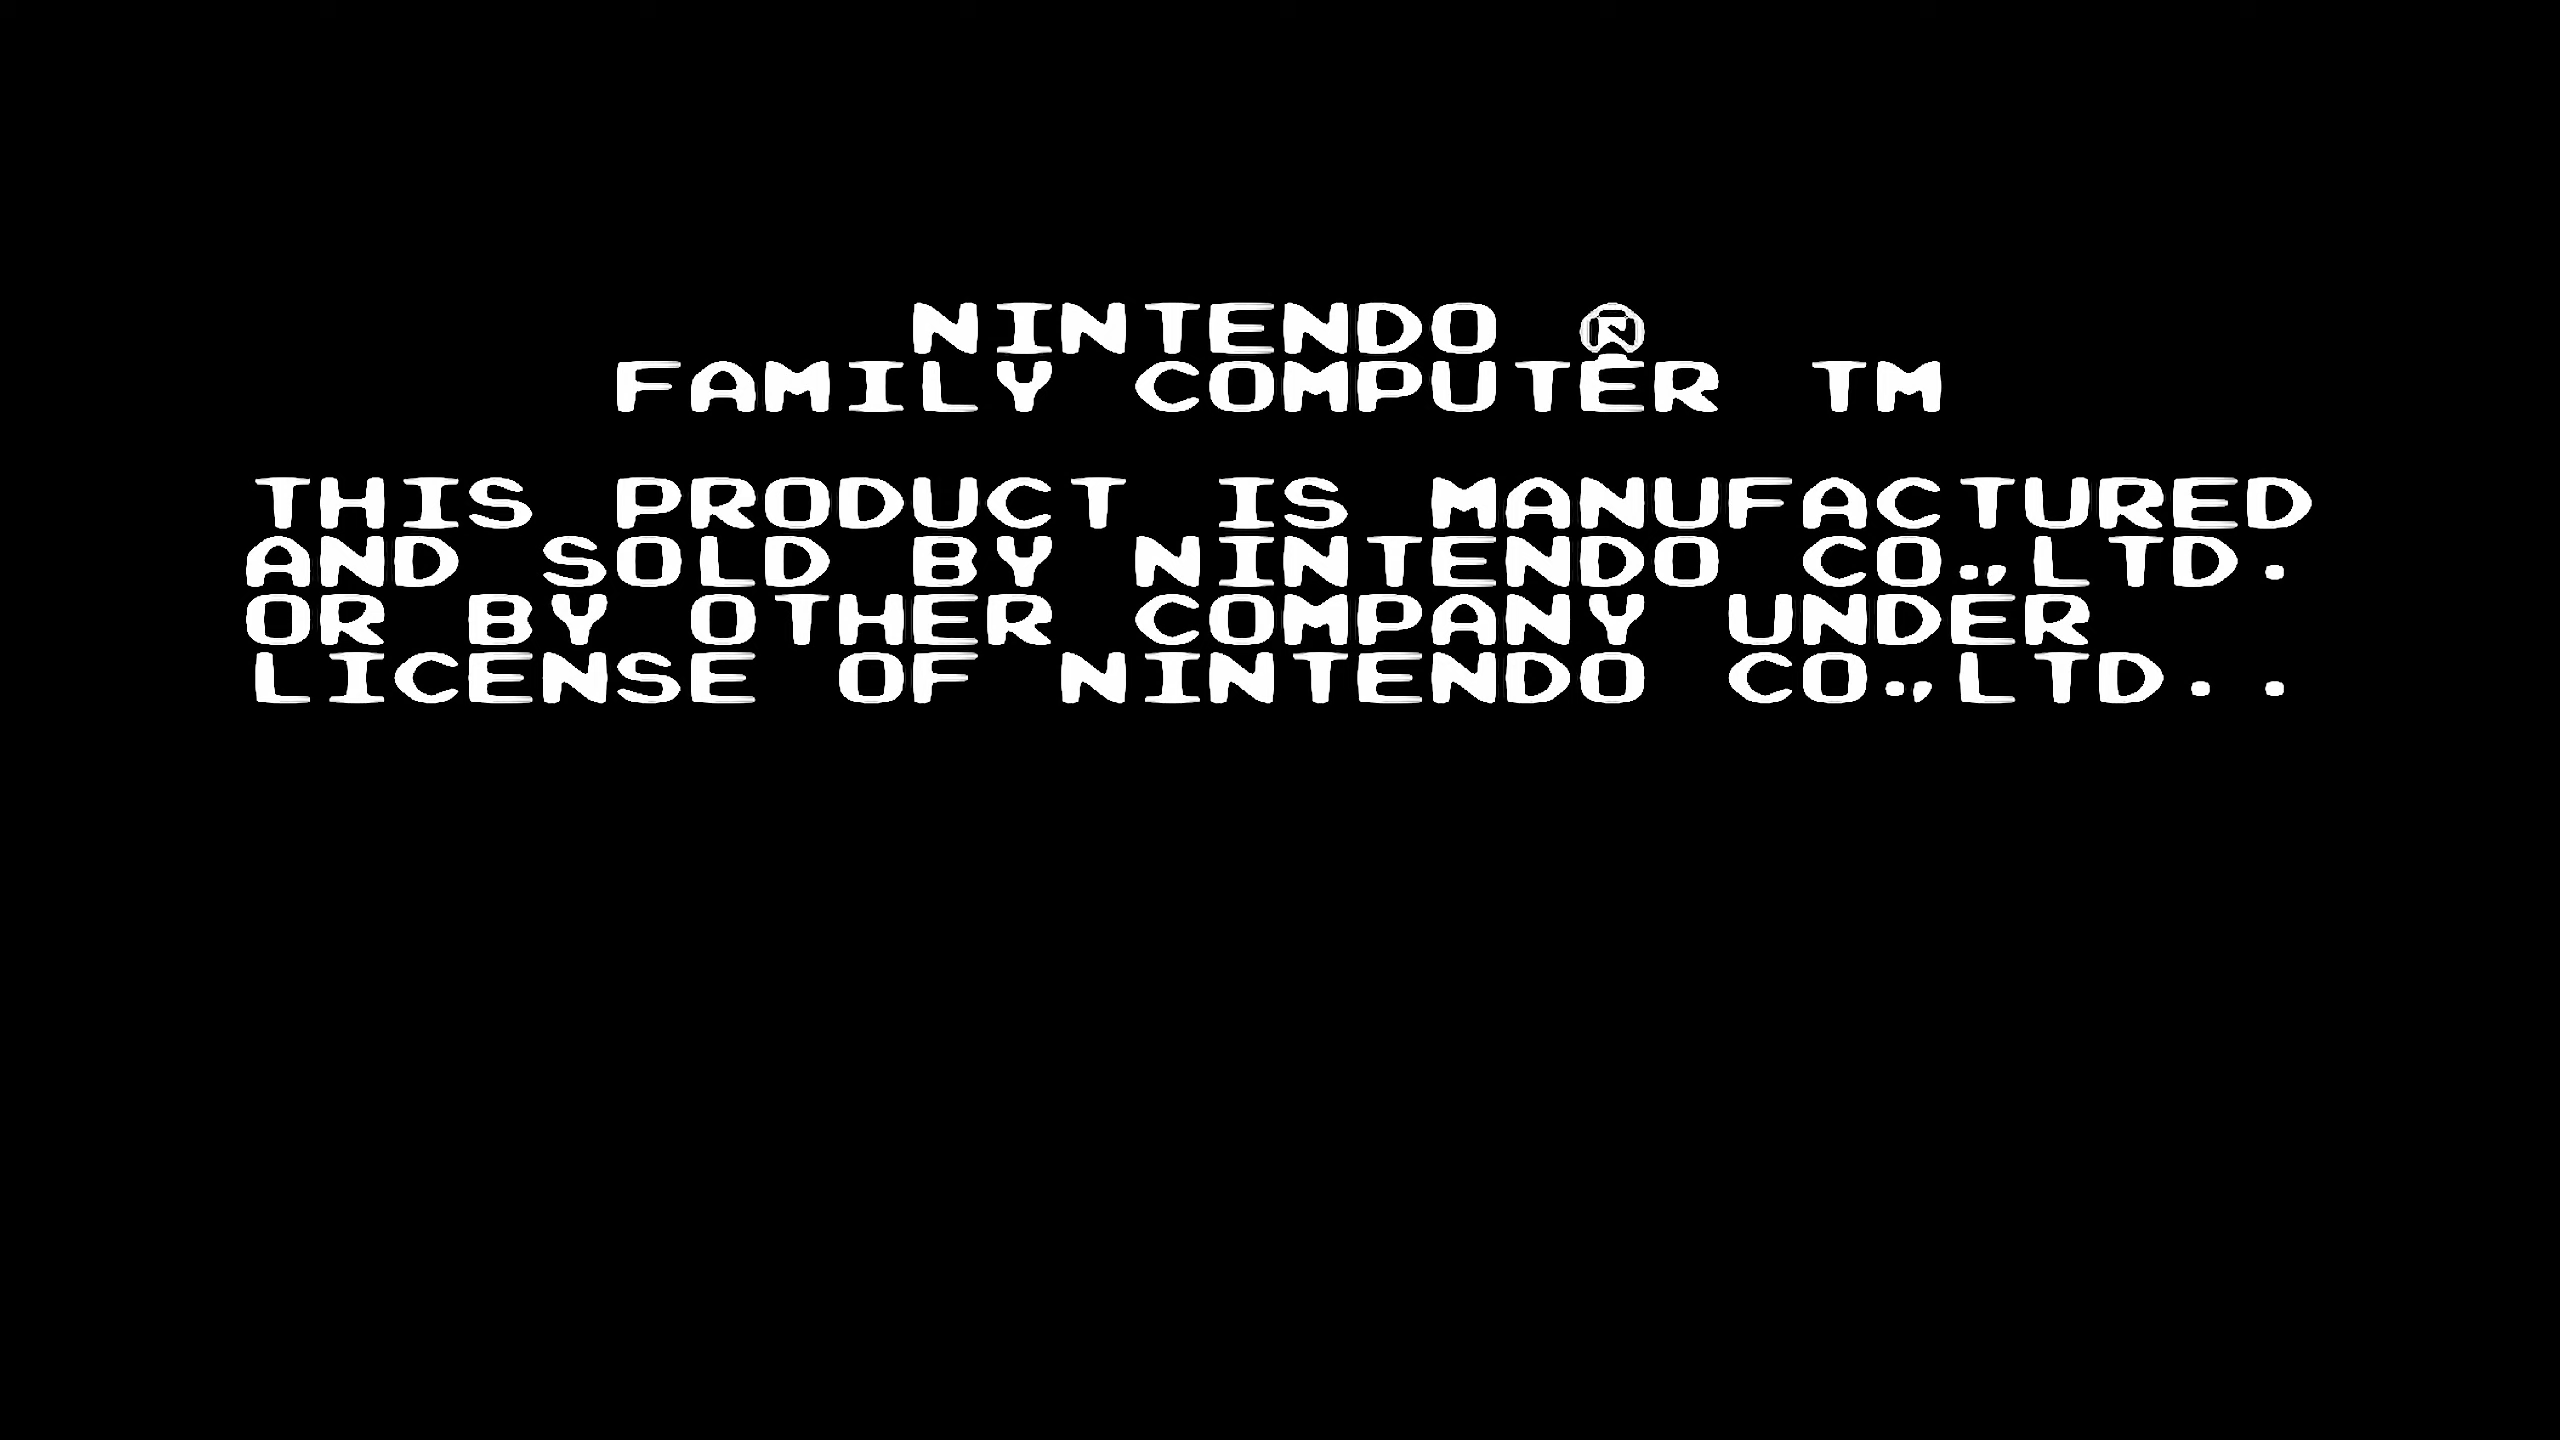 NINTENDO ®
FAMILY COMPUTER TM
THIS PRODUCT IS MANUFACTURED
AND SOLD BY NINTENDO CO.,LTD.
OR BY OTHER COMPANY UNDER
LICENSE OF NINTENDO CO.,LTD..